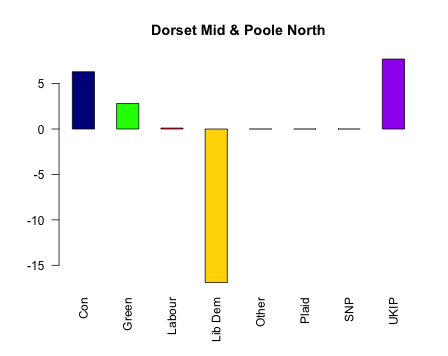 Dorset Mid & Poole North
5
0
-5
-10
-15
Con
Green
Labour
Lib Dem
Other
Plaid
SNP
UKIP